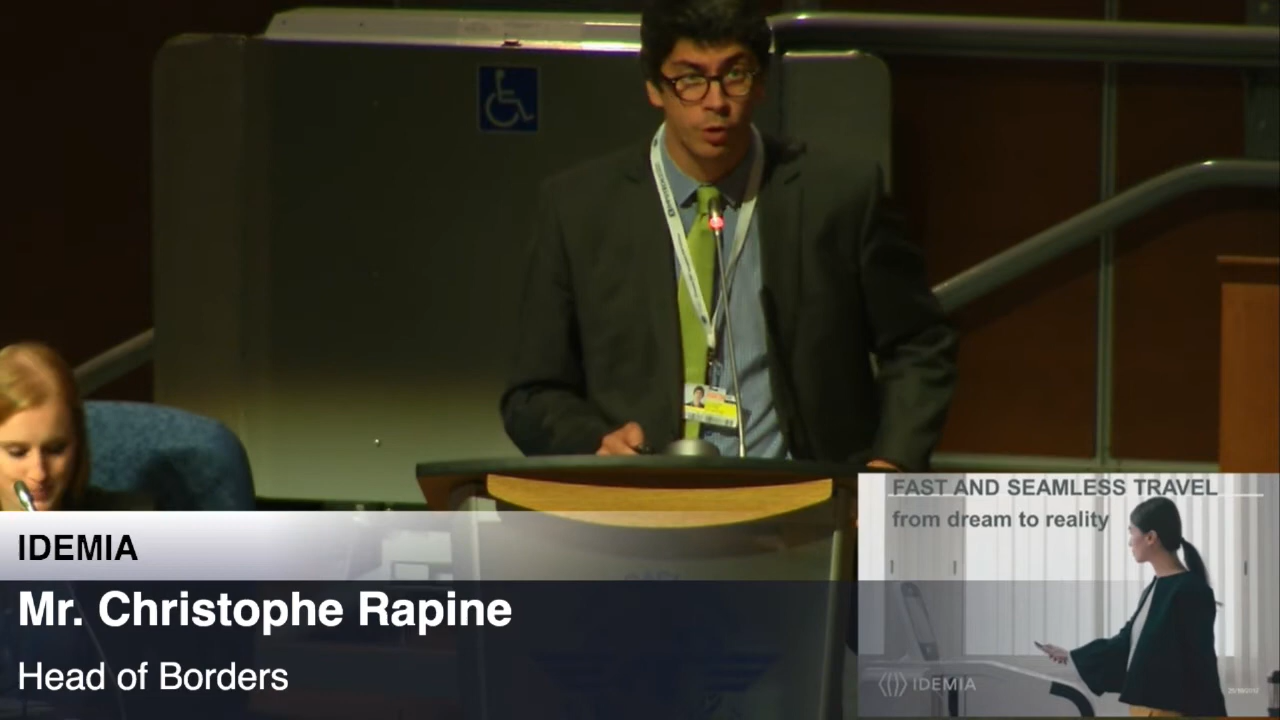 FAST AND SEAMLESS TRAVEL
from dream to reality
IDEMIA
IDEMIA
Mr. Christophe Rapine
Head of Borders